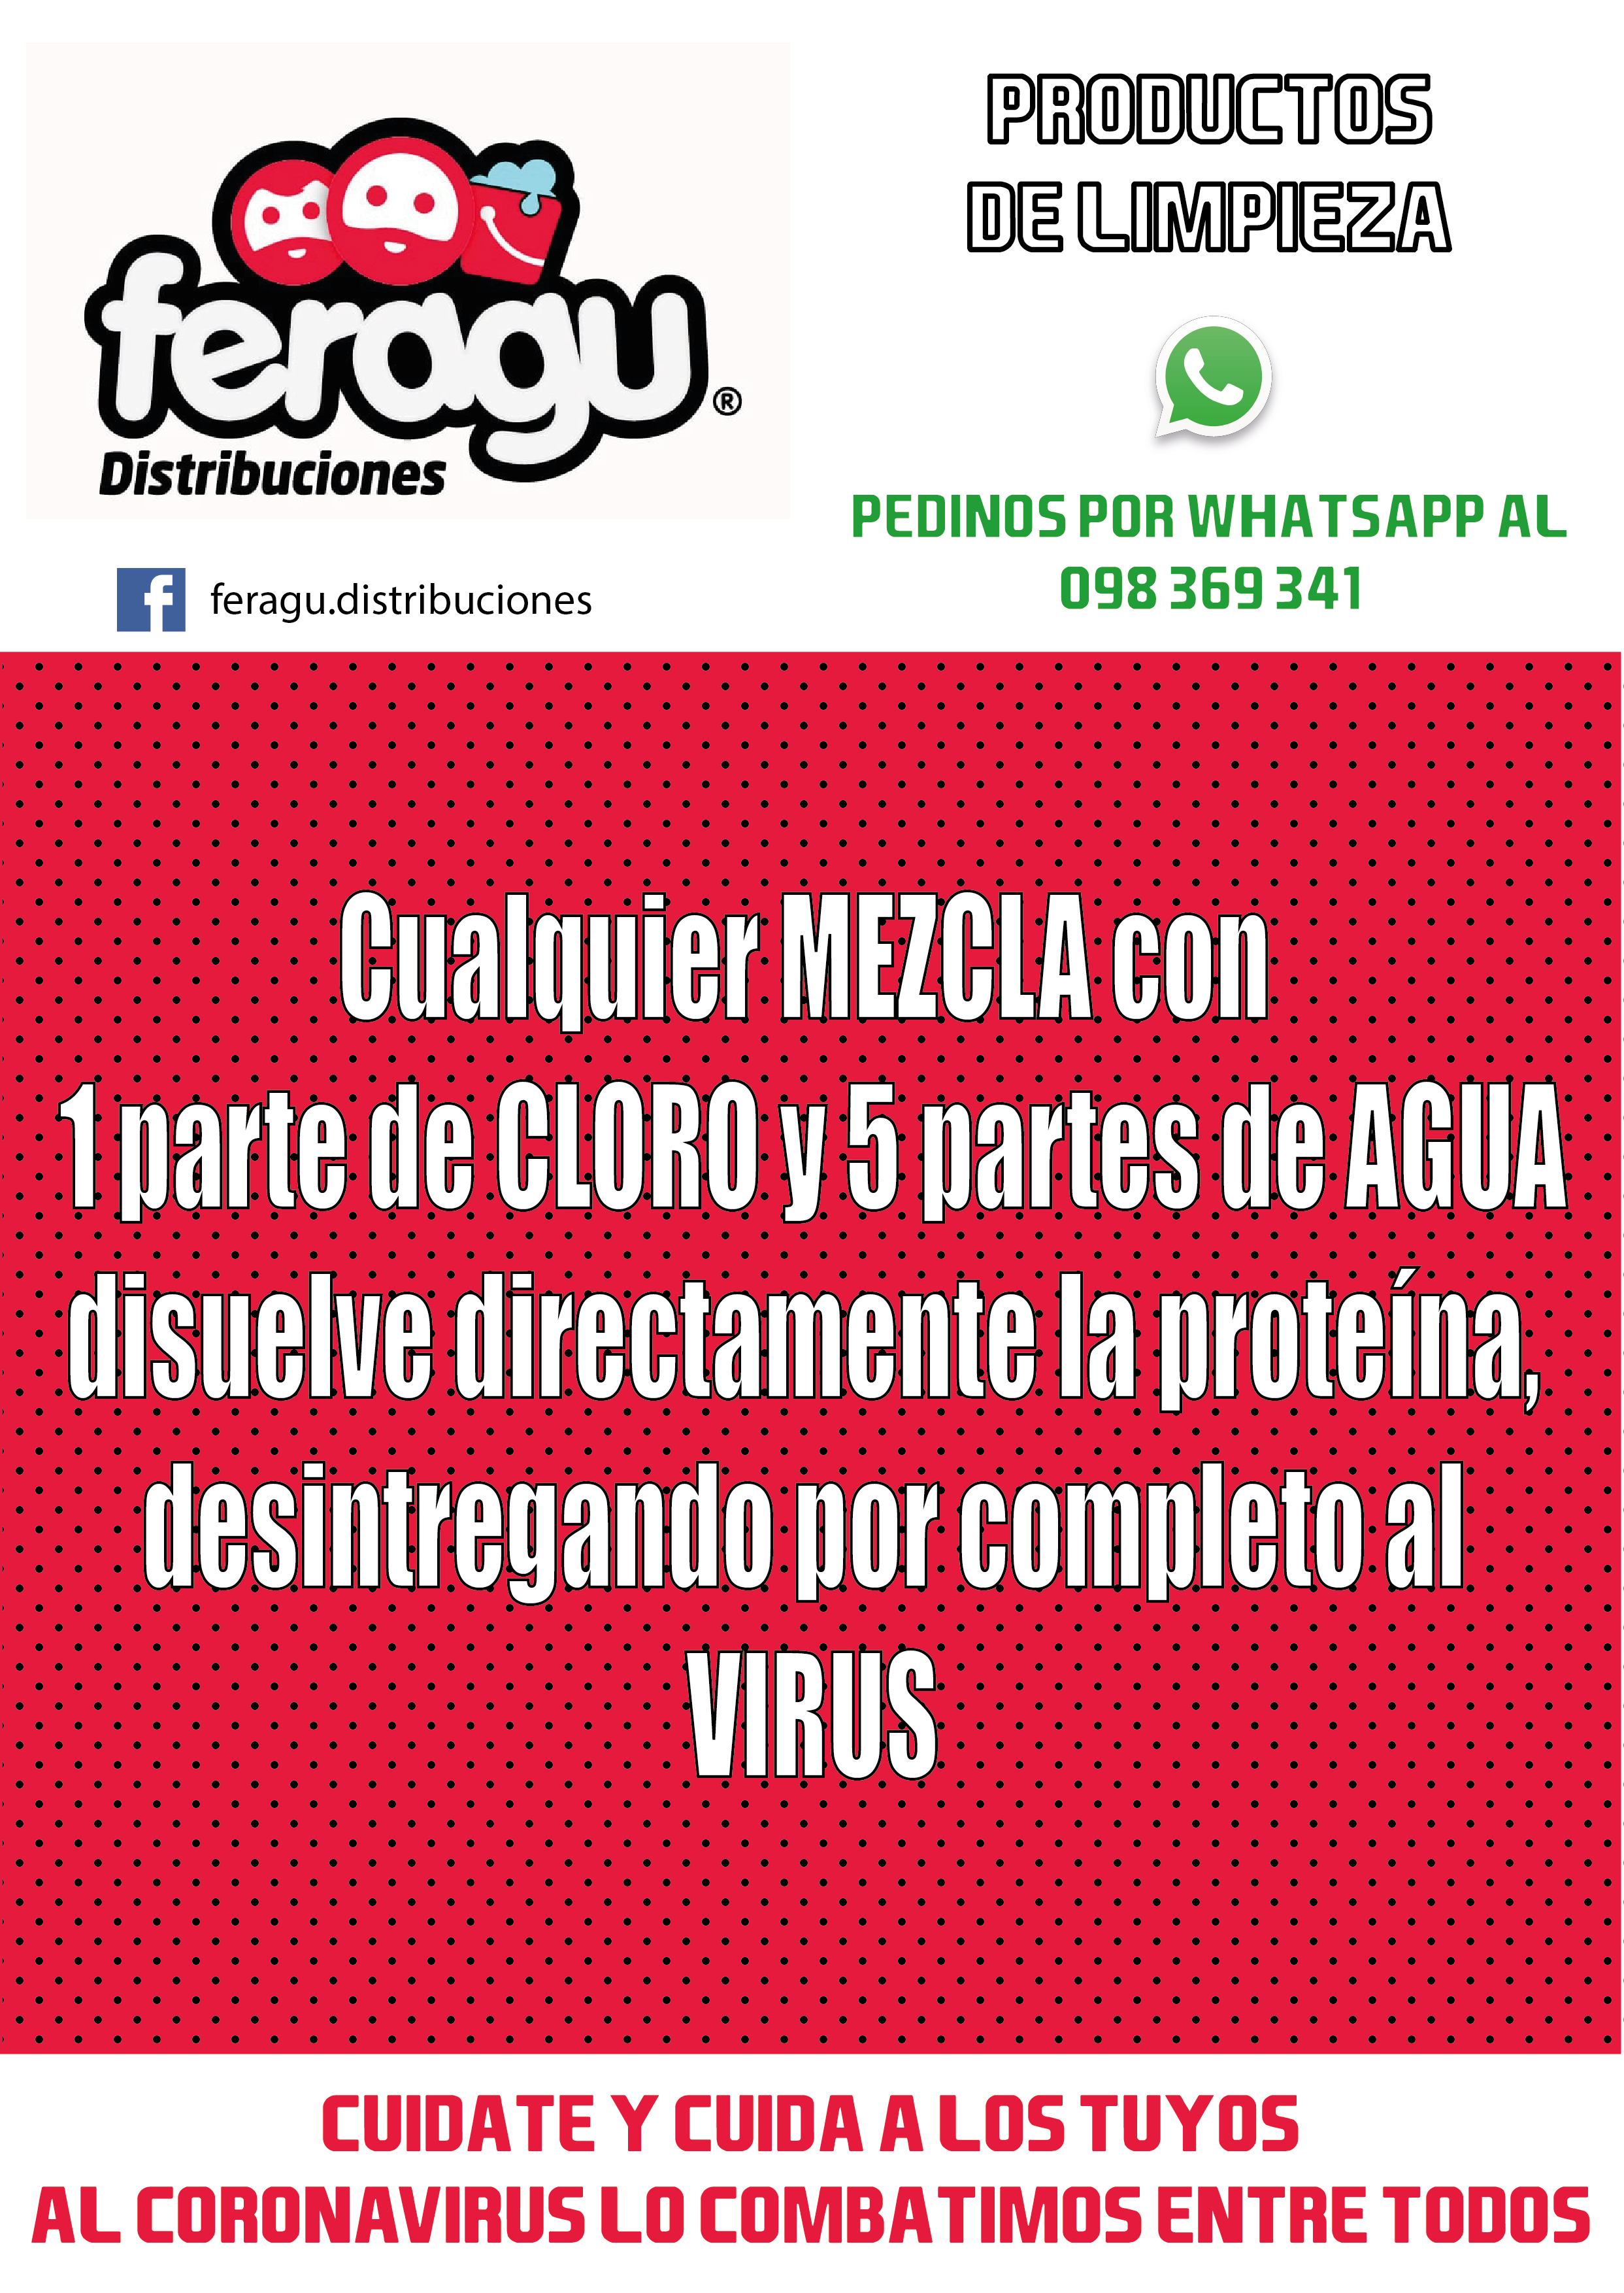 feragu®
Distribuciones
feragu.distribuciones
PRODUCTOS
DE LIMPIEZA
PEDINOS POR WHATSAPP AL
098 369 341
Cualquier MEZCLA con
1 parte de CLORO y 5 partes de AGUA
disuelve directamente la proteína,
desintregando por completo al
VIRUS
CUIDATE Y CUIDA A LOS TUYOS
AL CORONAVIRUS LO COMBATIMOS ENTRE TODOS